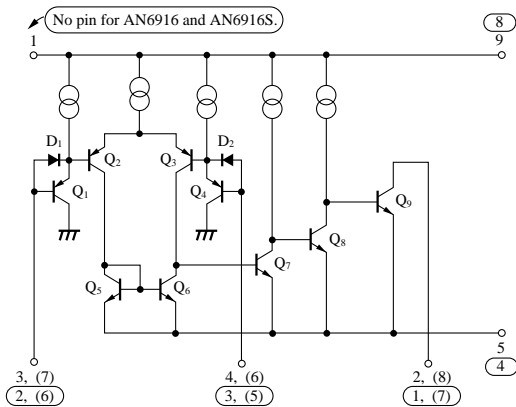 No pin for AN6916 and AN6916S.
8
1
9
D1
D2
Q2
Q3
Q1
Q4
Q9
Q8
Q7
Q5
Q6
5
4
3, (7)
4, (6)
2, (8)
2, (6)
3, (5)
1, (7)